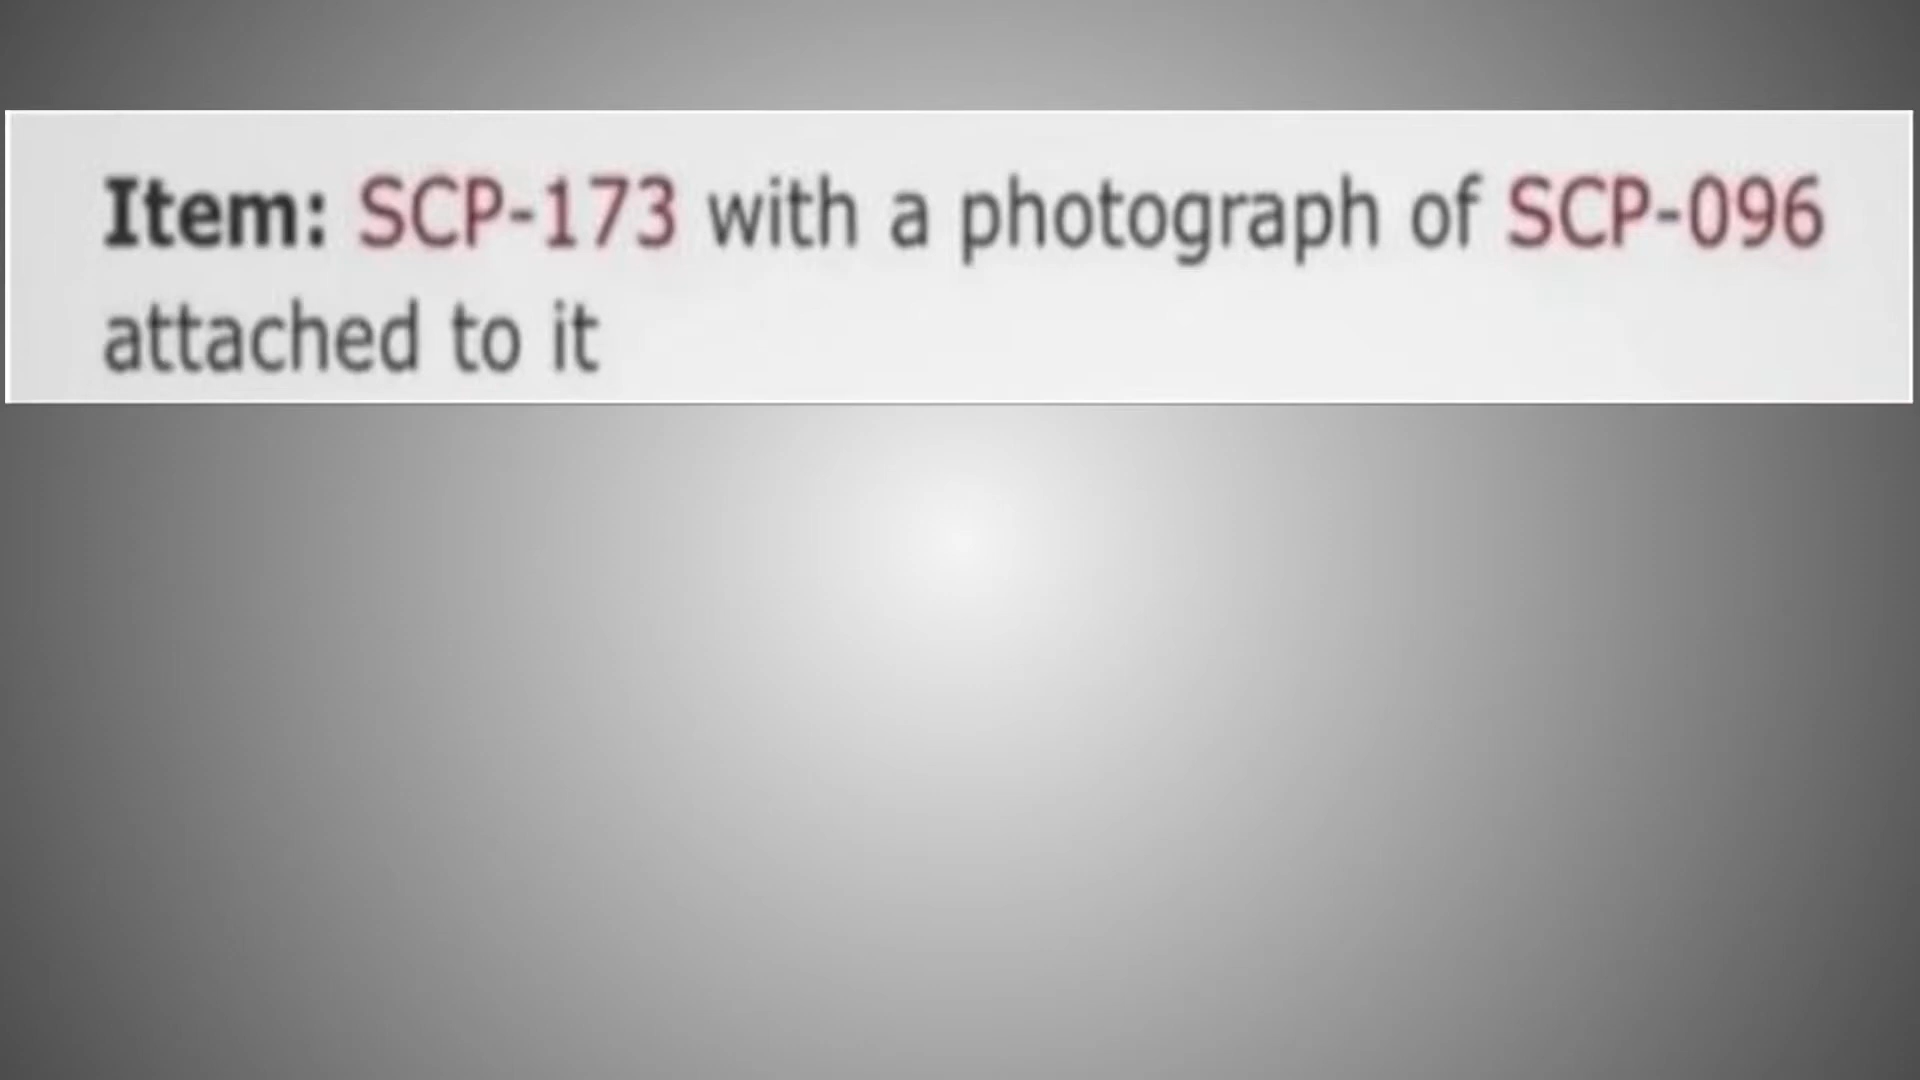 Item: SCP-173 with a photograph of SCP-096
attached to it